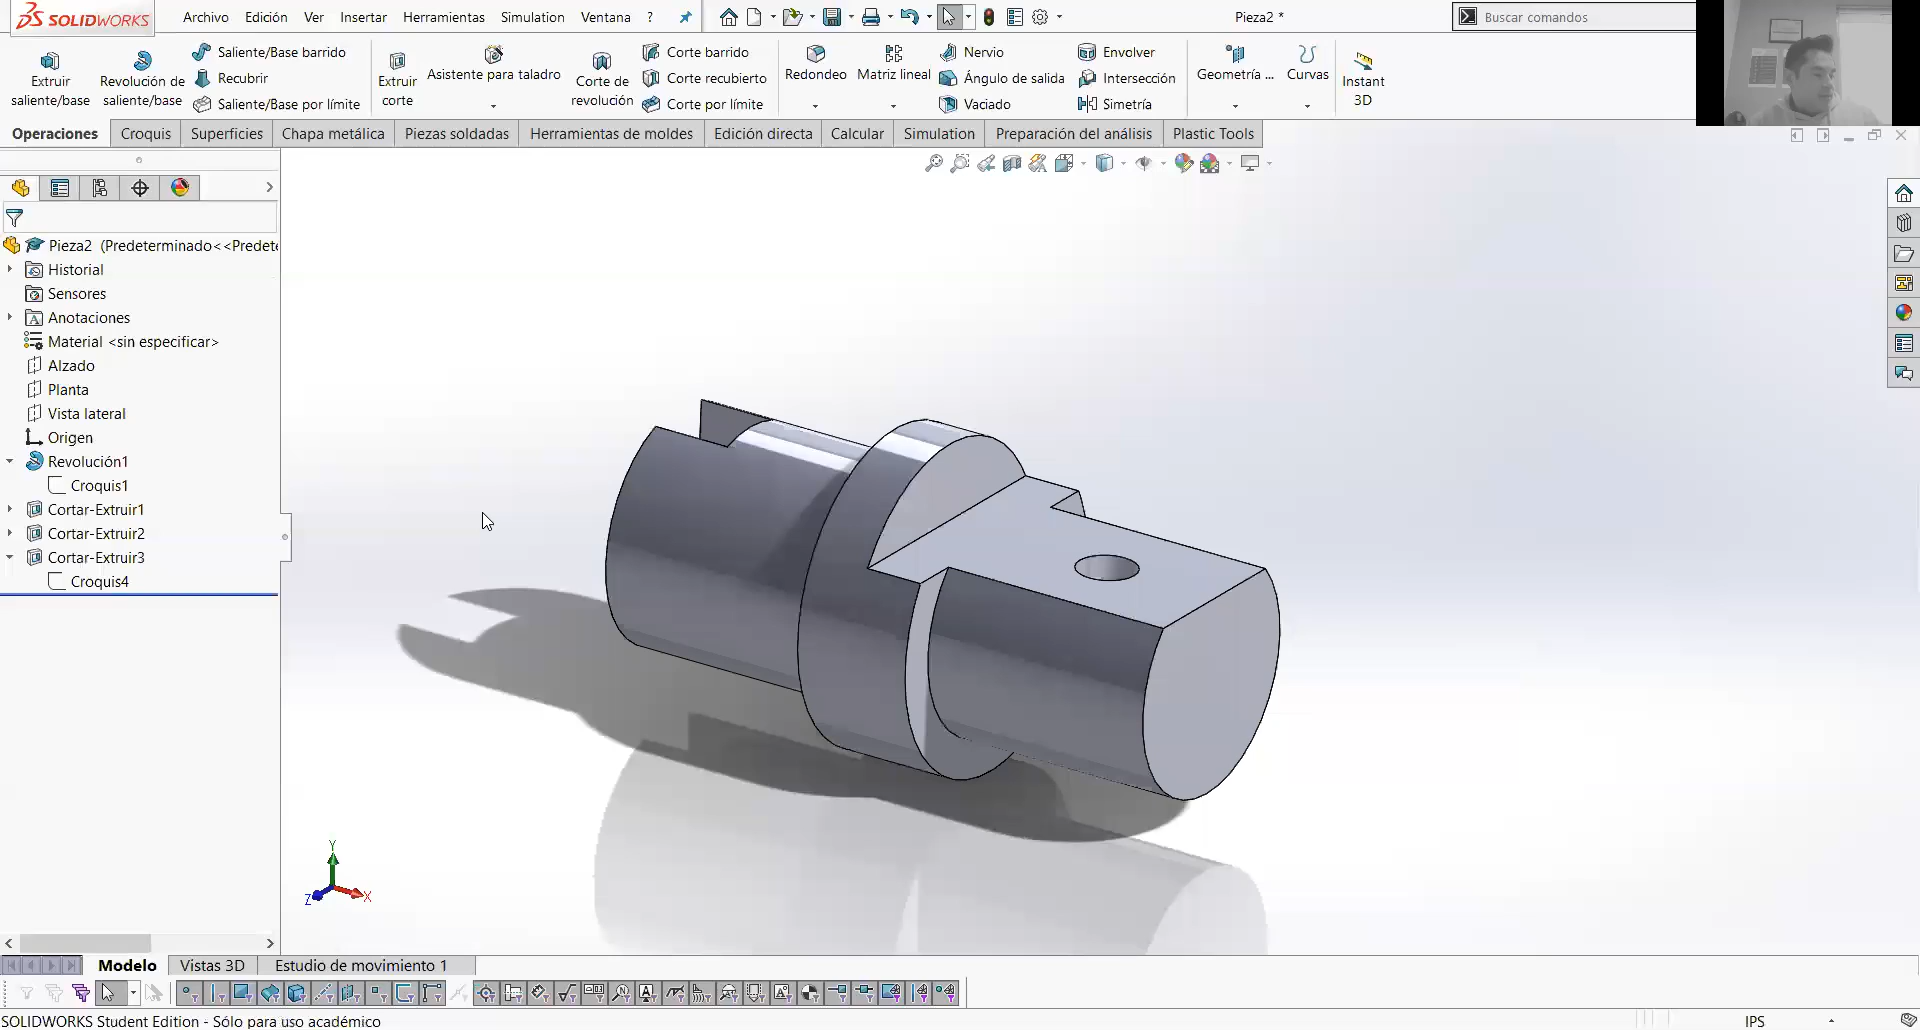 SOLIDWORKS
Archivo Edición Ver Insertar Herramientas Simulation Ventana ?
Pieza2 *
Buscar comandos
Extruir saliente/base
Revolución de saliente/base
Saliente/Base barrido
Recubrir
Saliente/Base por límite
Extruir corte
Asistente para taladro
Corte de revolución
Corte barrido
Corte recubierto
Corte por límite
Redondeo
Matriz lineal
Nervio
Ángulo de salida
Vaciado
Envolver
Intersección
Simetría
Geometría ...
Curvas
Instant 3D
Operaciones Croquis Superficies Chapa metálica Piezas soldadas Herramientas de moldes Edición directa Calcular Simulation Preparación del análisis Plastic Tools
Pieza2 (Predeterminado<<Predete
Historial
Sensores
Anotaciones
Material <sin especificar>
Alzado
Planta
Vista lateral
Origen
Revolución1
Croquis1
Cortar-Extruir1
Cortar-Extruir2
Cortar-Extruir3
Croquis4
Y
Z
X
Modelo Vistas 3D Estudio de movimiento 1
SOLIDWORKS Student Edition - Sólo para uso académico
IPS